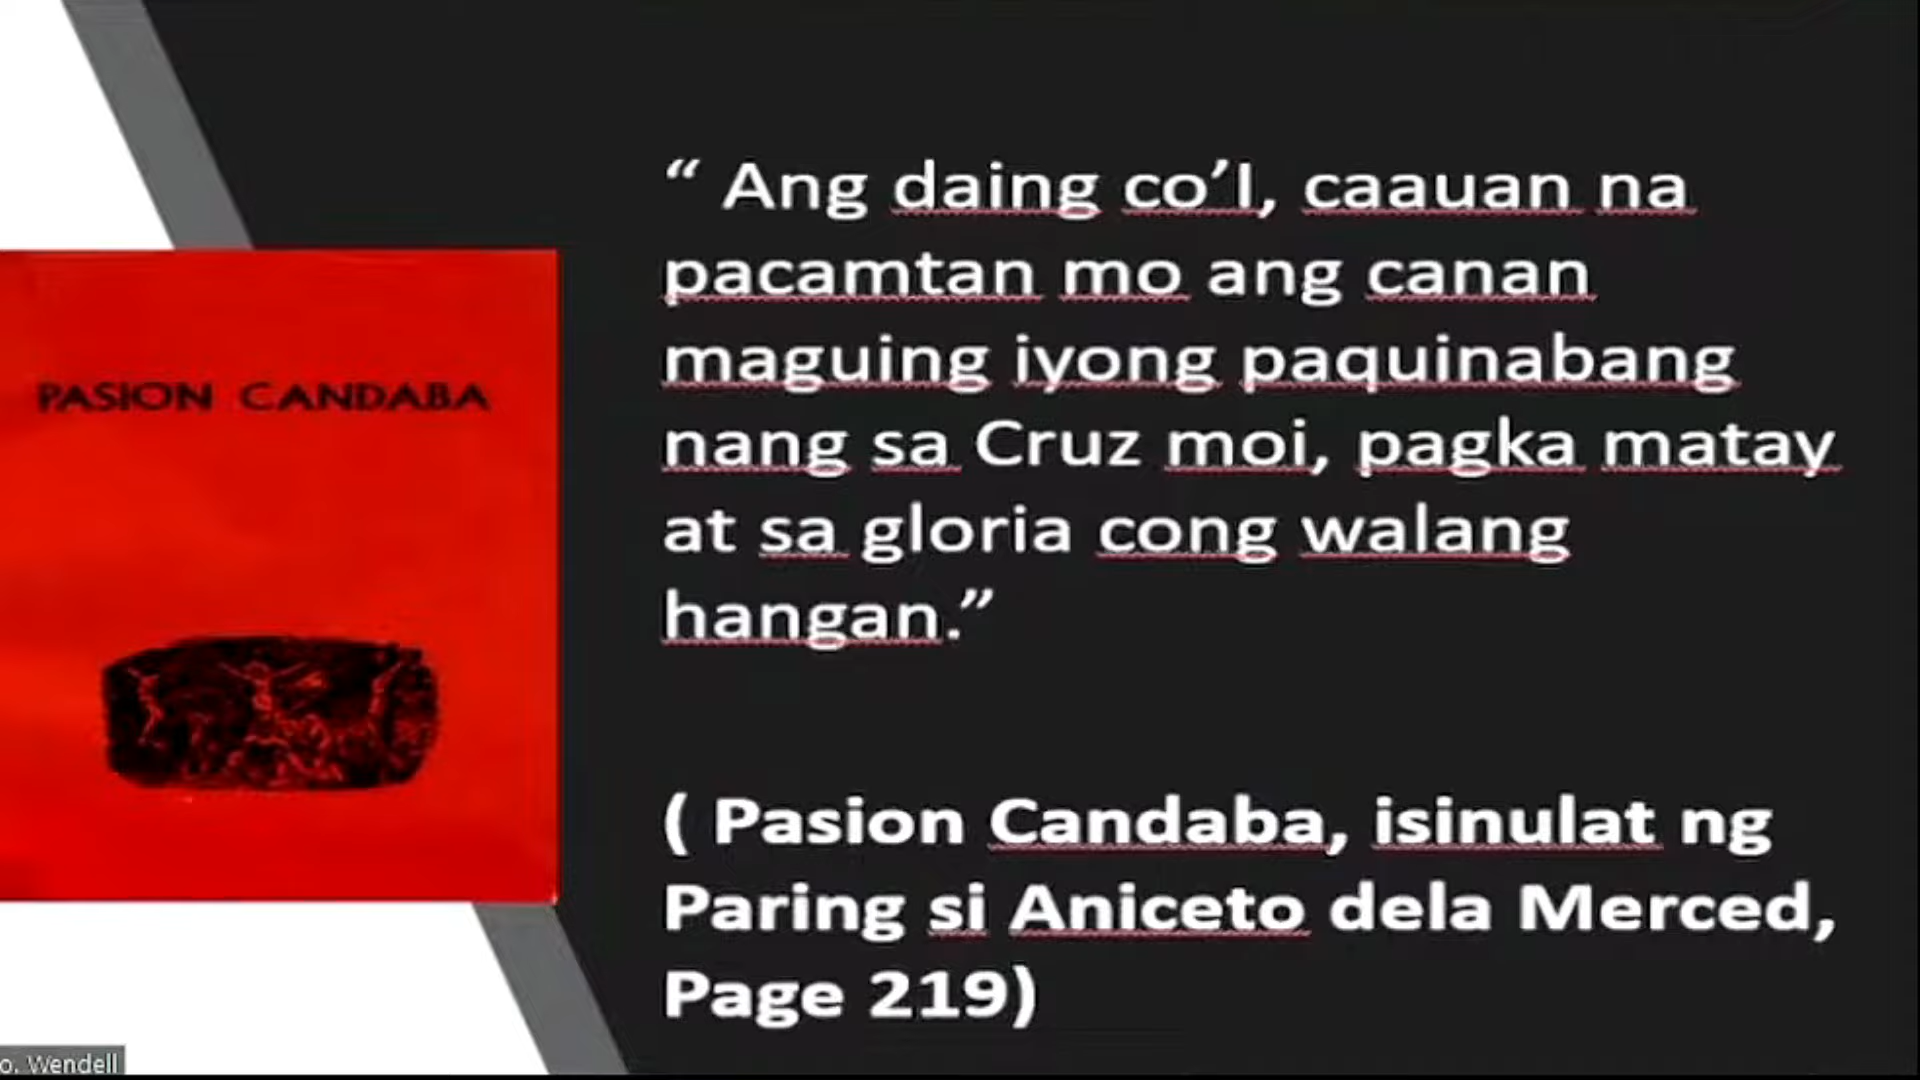 “ Ang daing co’I, caauan na
pacamtan mo ang canan
maguing iyong paquinabang
nang sa Cruz moi, pagka matay
at sa gloria cong walang
hangan.”
PASION CANDABA
( Pasion Candaba, isinulat ng
Paring si Aniceto dela Merced,
Page 219)
o. Wendell